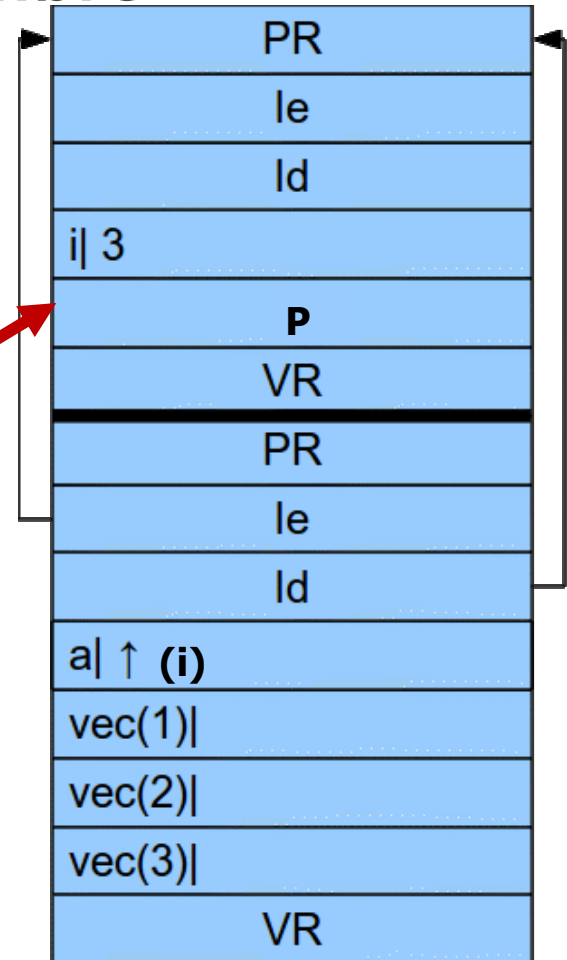 PR
le
ld
i| 3
P
VR
PR
le
ld
a| ↑ (i)
vec(1)|
vec(2)|
vec(3)|
VR